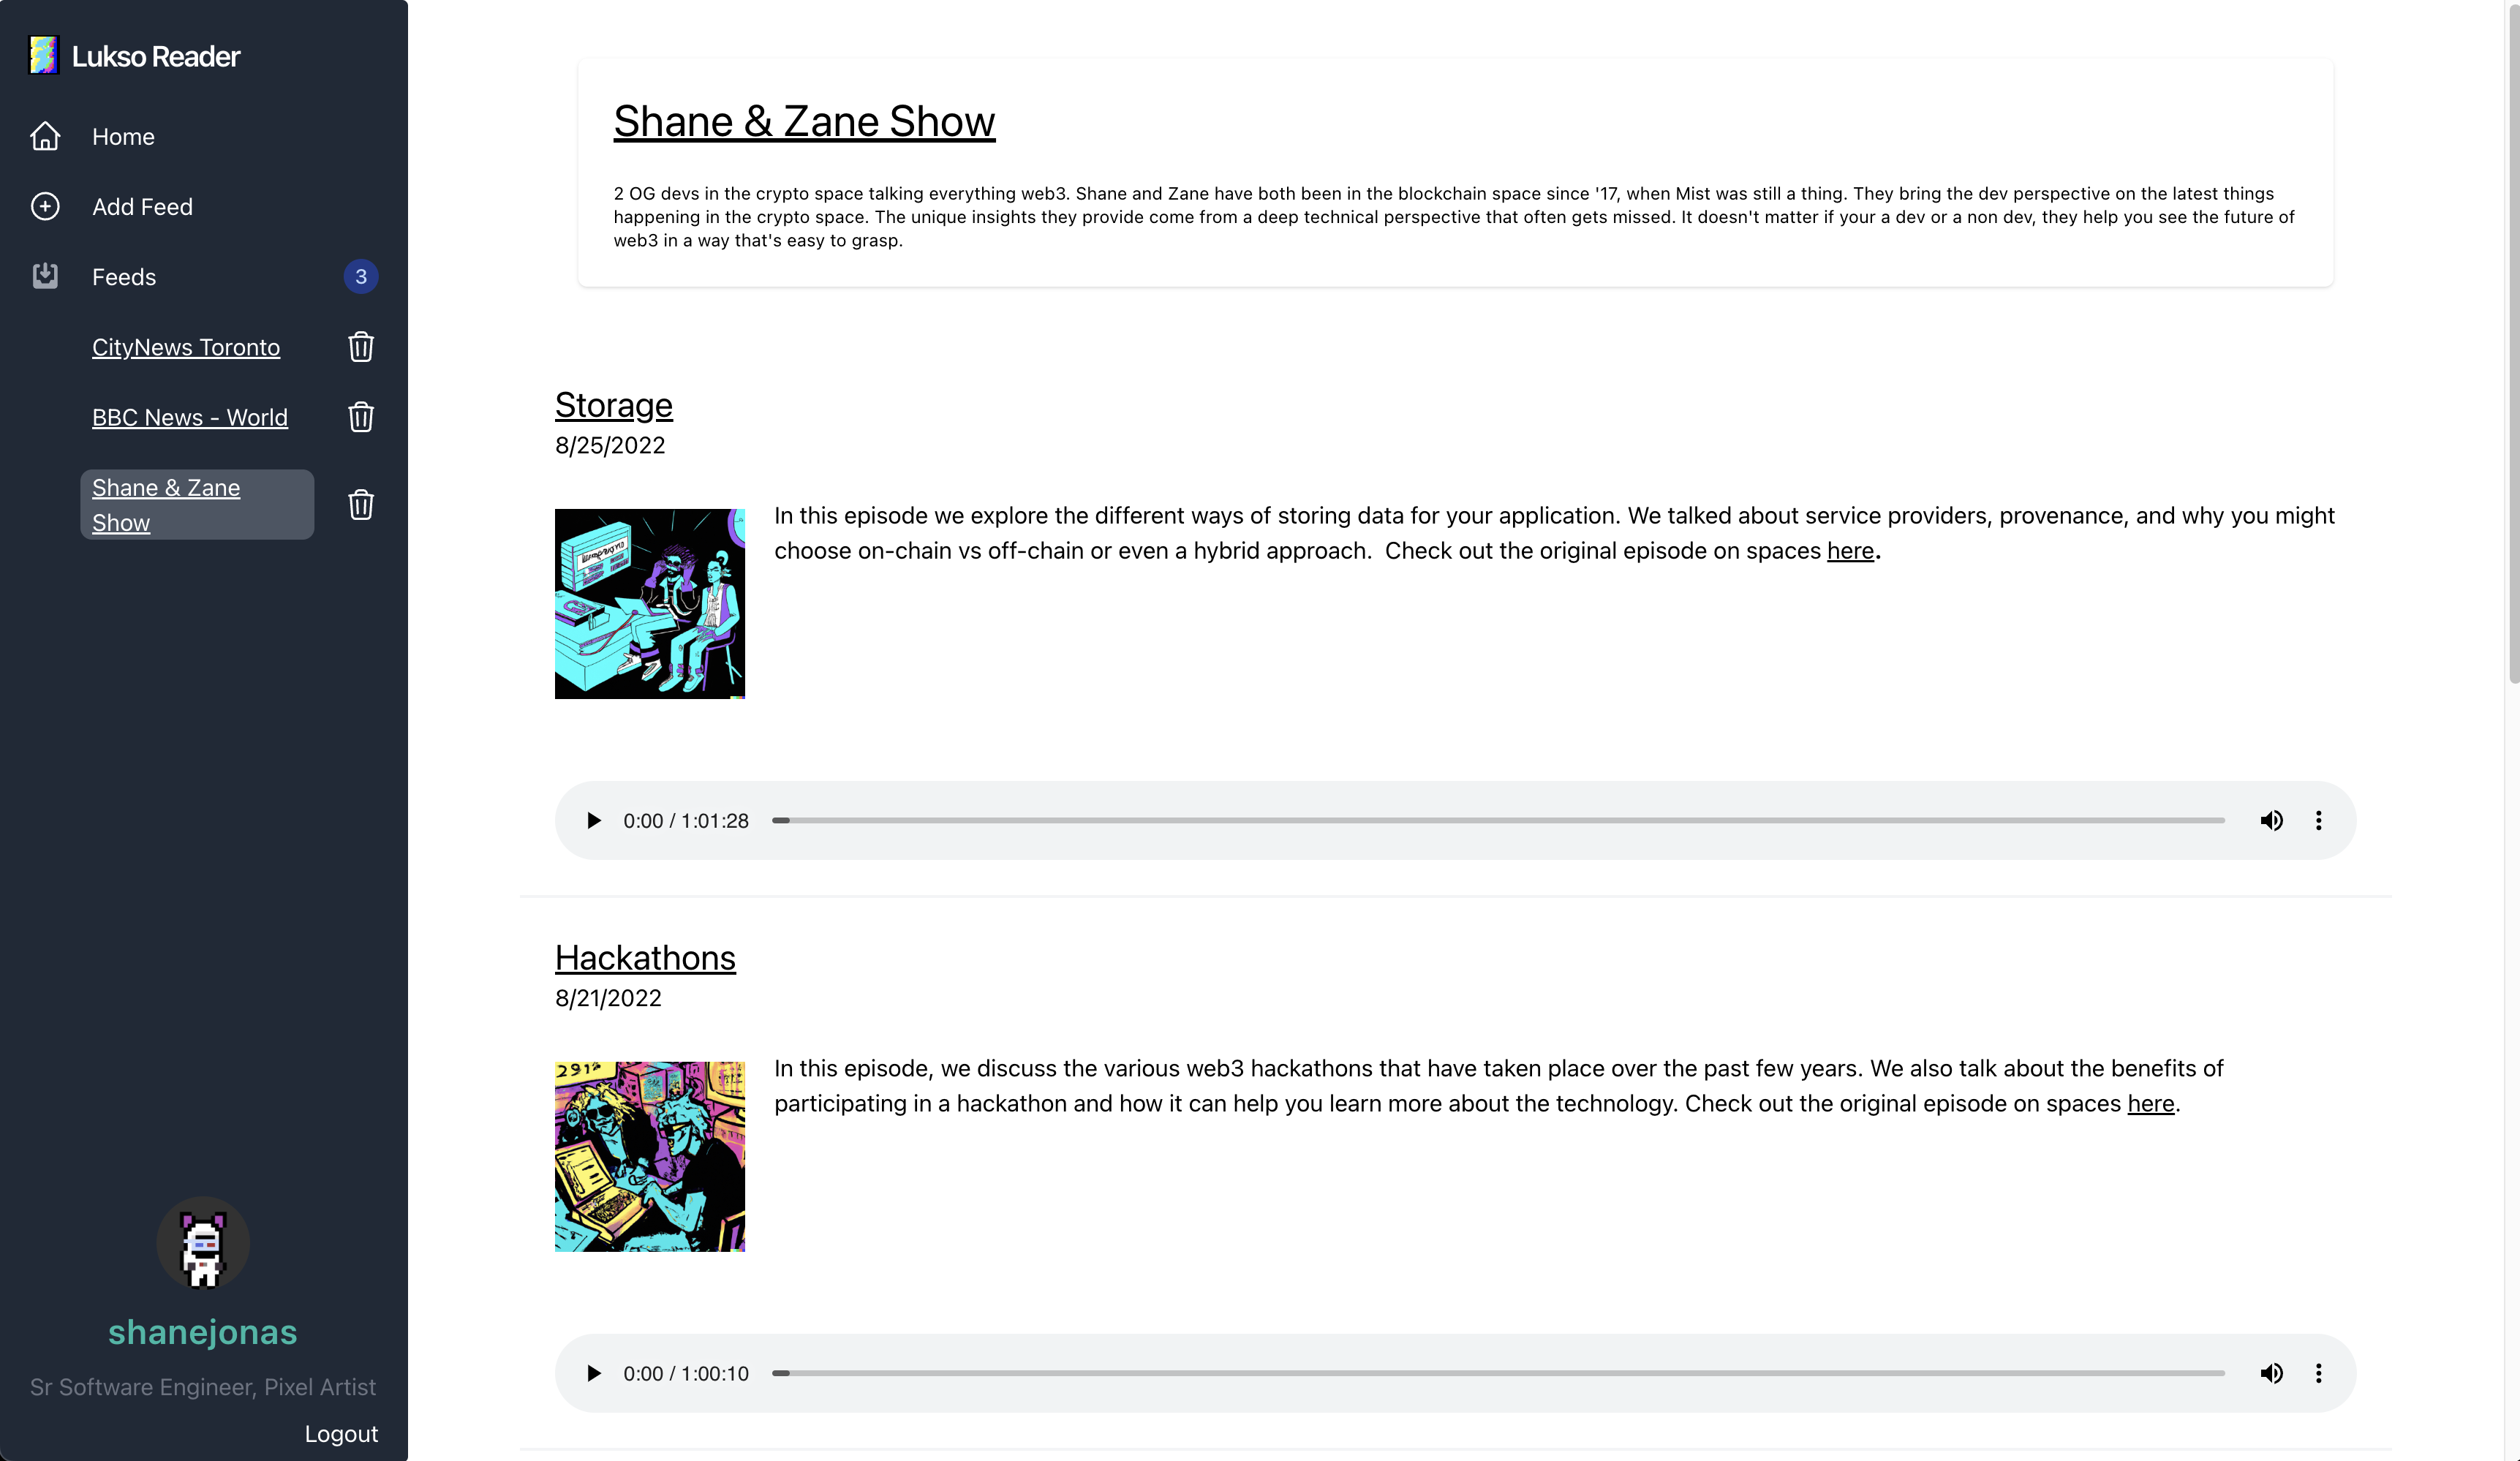 Lukso Reader
Home
Add Feed
Feeds
3
CityNews Toronto
BBC News - World
Shane & Zane
Show
shanejonas
Sr Software Engineer, Pixel Artist
Logout
Shane & Zane Show
2 OG devs in the crypto space talking everything web3. Shane and Zane have both been in the blockchain space since '17, when Mist was still a thing. They bring the dev perspective on the latest things
happening in the crypto space. The unique insights they provide come from a deep technical perspective that often gets missed. It doesn't matter if your a dev or a non dev, they help you see the future of
web3 in a way that's easy to grasp.
Storage
8/25/2022
In this episode we explore the different ways of storing data for your application. We talked about service providers, provenance, and why you might
choose on-chain vs off-chain or even a hybrid approach.  Check out the original episode on spaces here.
0:00 / 1:01:28
Hackathons
8/21/2022
In this episode, we discuss the various web3 hackathons that have taken place over the past few years. We also talk about the benefits of
participating in a hackathon and how it can help you learn more about the technology. Check out the original episode on spaces here.
0:00 / 1:00:10